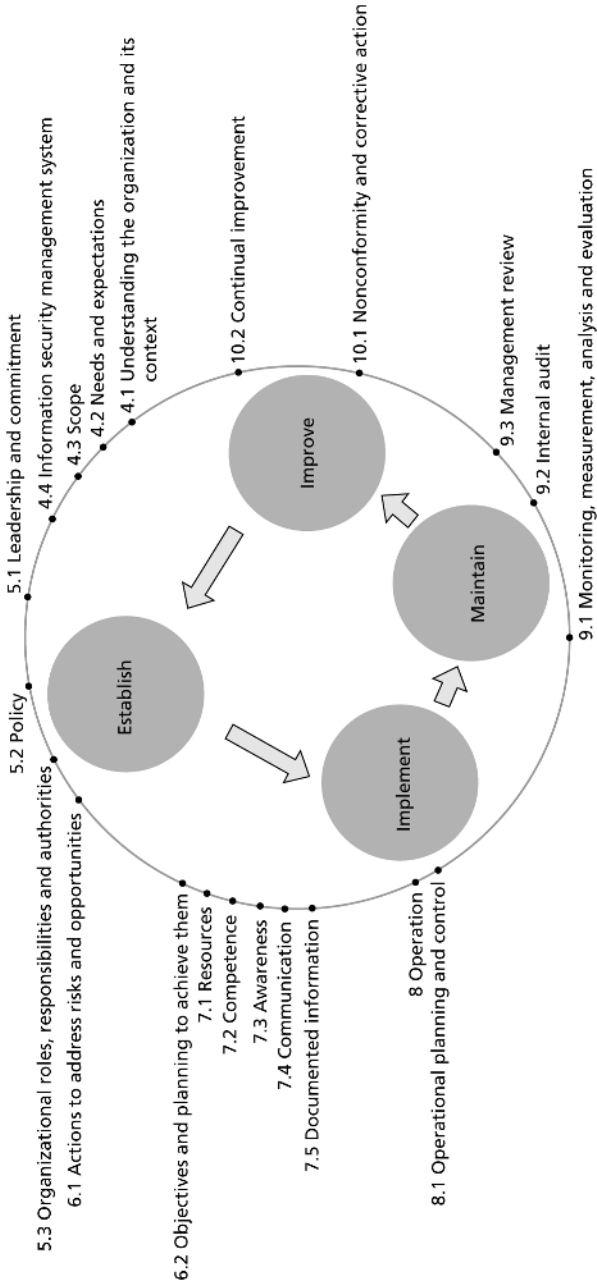 5.2 Policy
5.3 Organizational roles, responsibilities and authorities
6.1 Actions to address risks and opportunities
6.2 Objectives and planning to achieve them
7.1 Resources
7.2 Competence
7.3 Awareness
7.4 Communication
7.5 Documented information
8 Operation
8.1 Operational planning and control
Establish
Implement
Maintain
Improve
5.1 Leadership and commitment
4.4 Information security management system
4.3 Scope
4.2 Needs and expectations
4.1 Understanding the organization and its
context
10.2 Continual improvement
10.1 Nonconformity and corrective action
9.3 Management review
9.2 Internal audit
9.1 Monitoring, measurement, analysis and evaluation